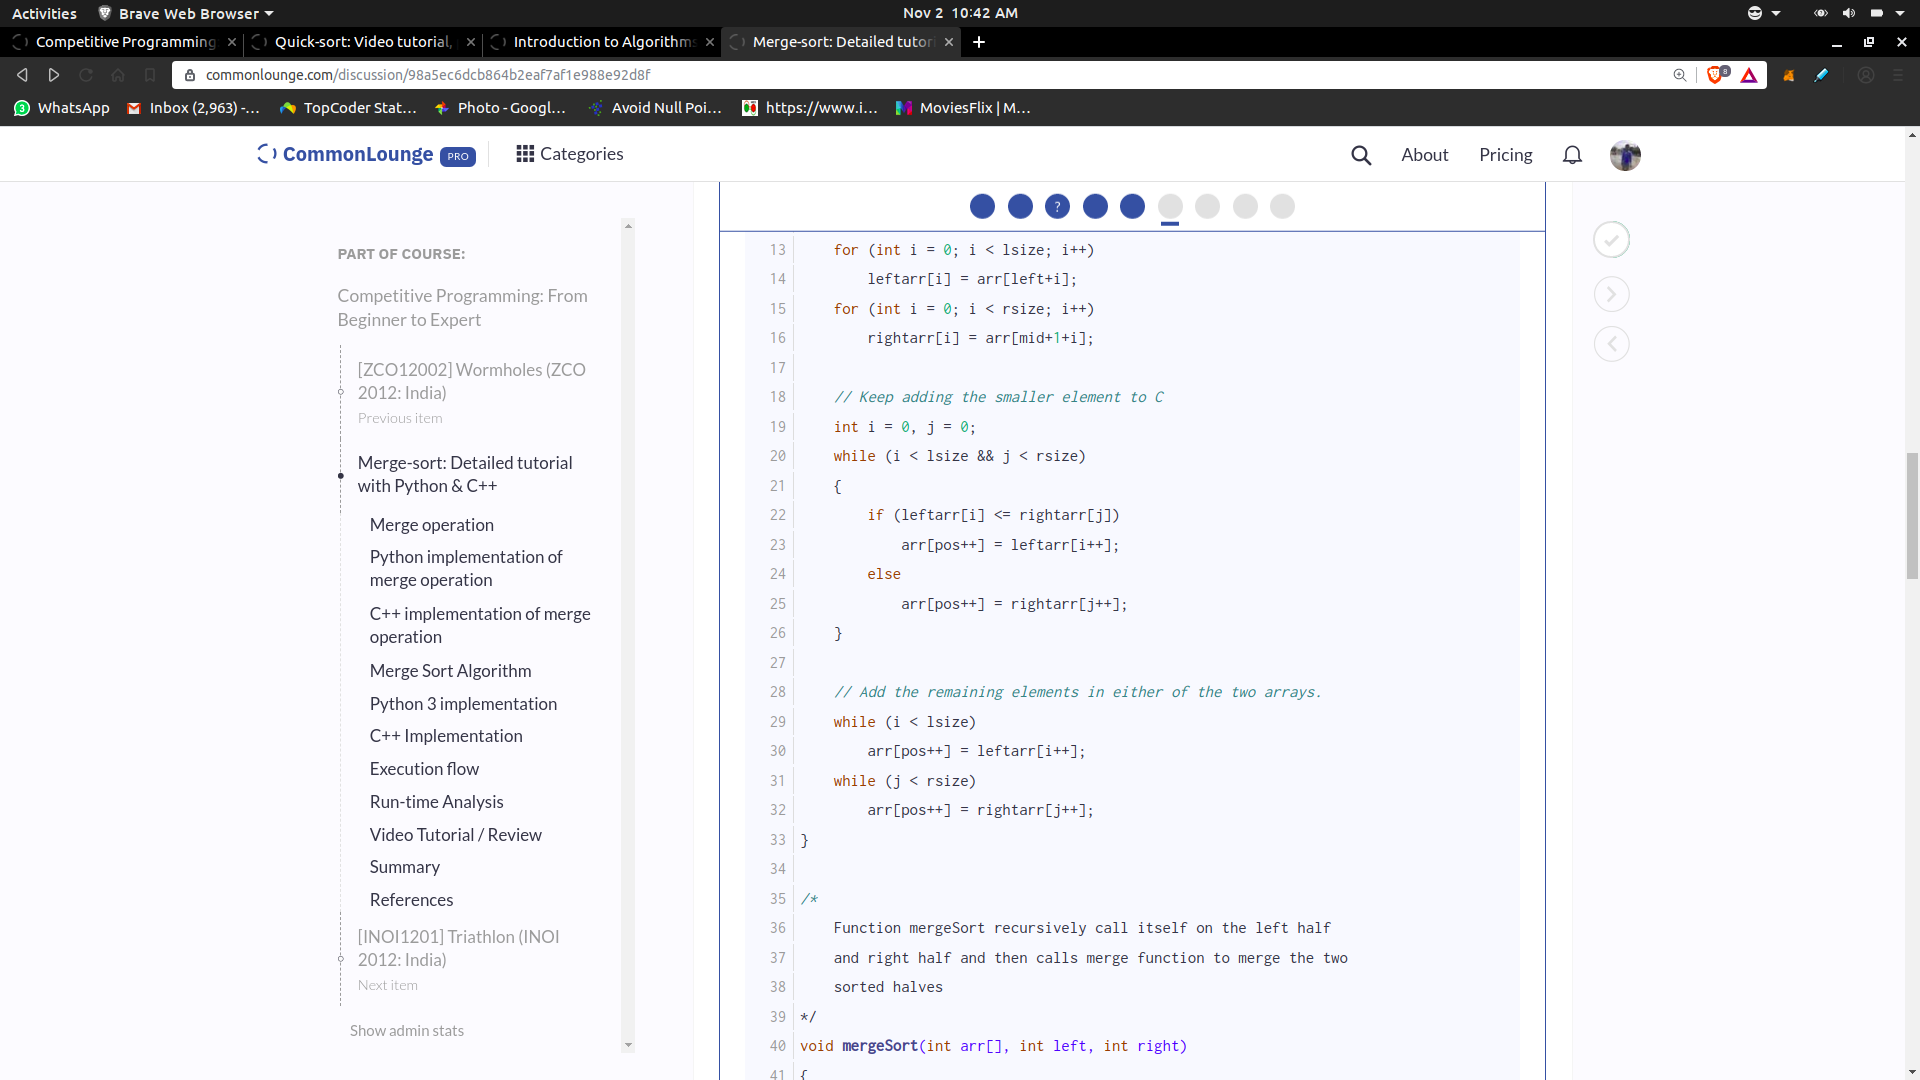 Activities
Brave Web Browser
Nov 2 10:42 AM
Competitive Programming
Quick-sort: Video tutorial,
Introduction to Algorithms
Merge-sort: Detailed tutori
commonlounge.com/discussion/98a5ec6dcb864b2eaf7af1e988e92d8f
8
3
WhatsApp
Inbox (2,963) -...
TopCoder Stat...
Photo - Googl...
Avoid Null Poi...
https://www.i...
MoviesFlix | M...
CommonLounge PRO
Categories
About
Pricing
?
PART OF COURSE:
Competitive Programming: From
Beginner to Expert
[ZCO12002] Wormholes (ZCO
2012: India)
Previous item
Merge-sort: Detailed tutorial
with Python & C++
Merge operation
Python implementation of
merge operation
C++ implementation of merge
operation
Merge Sort Algorithm
Python 3 implementation
C++ Implementation
Execution flow
Run-time Analysis
Video Tutorial / Review
Summary
References
[INOI1201] Triathlon (INOI
2012: India)
Next item
Show admin stats
13     for (int i = 0; i < lsize; i++)
14         leftarr[i] = arr[left+i];
15     for (int i = 0; i < rsize; i++)
16         rightarr[i] = arr[mid+1+i];
17
18     // Keep adding the smaller element to C
19     int i = 0, j = 0;
20     while (i < lsize && j < rsize)
21     {
22         if (leftarr[i] <= rightarr[j])
23             arr[pos++] = leftarr[i++];
24         else
25             arr[pos++] = rightarr[j++];
26     }
27
28     // Add the remaining elements in either of the two arrays.
29     while (i < lsize)
30         arr[pos++] = leftarr[i++];
31     while (j < rsize)
32         arr[pos++] = rightarr[j++];
33 }
34
35 /*
36     Function mergeSort recursively call itself on the left half
37     and right half and then calls merge function to merge the two
38     sorted halves
39 */
40 void mergeSort(int arr[], int left, int right)
41 {